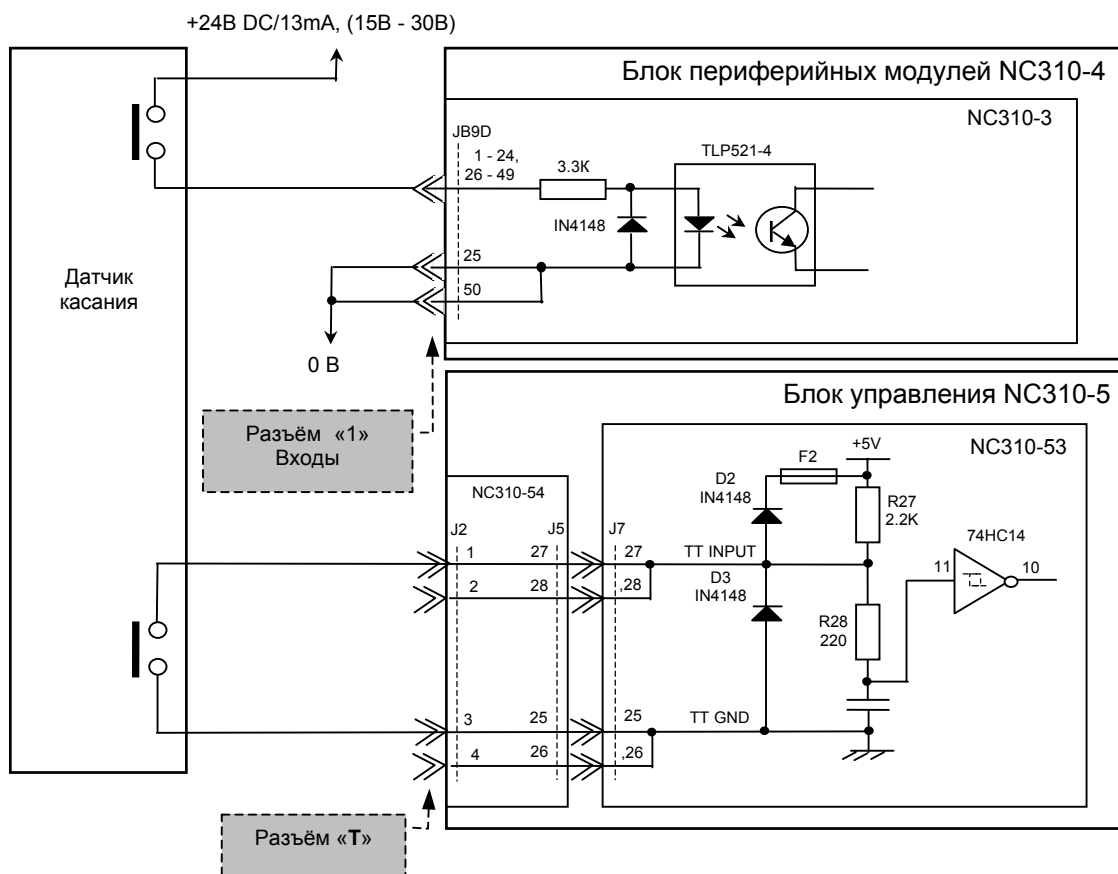 +24В DC/13mA, (15В - 30В)
Блок периферийных модулей NC310-4
NC310-3
JB9D
1 - 24,
26 - 49
3.3К
TLP521-4
IN4148
25
50
Датчик
касания
0 В
Разъём «1»
Входы
Блок управления NC310-5
NC310-53
+5V
F2
D2
IN4148
R27
2.2K
NC310-54
74HC14
J2
J5
J7
1
27
27
TT INPUT
11
10
2
28
,28
D3
IN4148
R28
220
3
25
25
TT GND
4
26
,26
Разъём «Т»